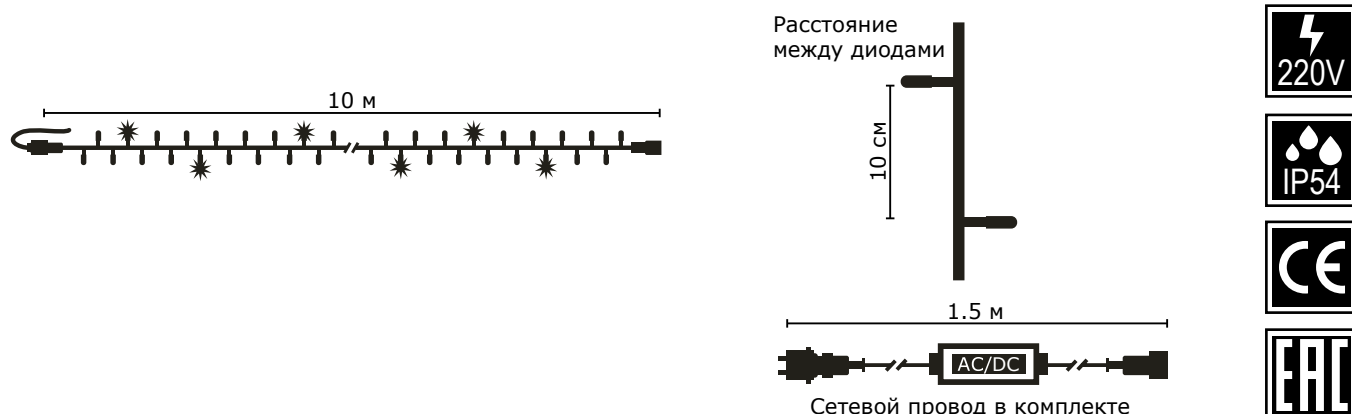 10 м
Расстояние
между диодами
10 см
1.5 м
AC/DC
Сетевой провод в комплекте
220V
IP54
CE
EAC